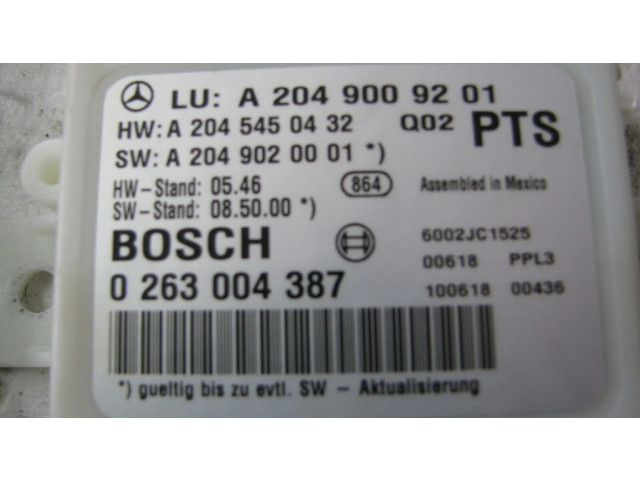 LU: A 204 900 92 01
HW: A 204 545 04 32 Q02 PTS
SW: A 204 902 00 01 *)
HW-Stand: 05.46 864 Assembled in Mexico
SW-Stand: 08.50.00 *)
BOSCH 6002JC1525
00618 PPL3
0 263 004 387 100618 00436
*) gueltig bis zu evtl. SW - Aktualisierung